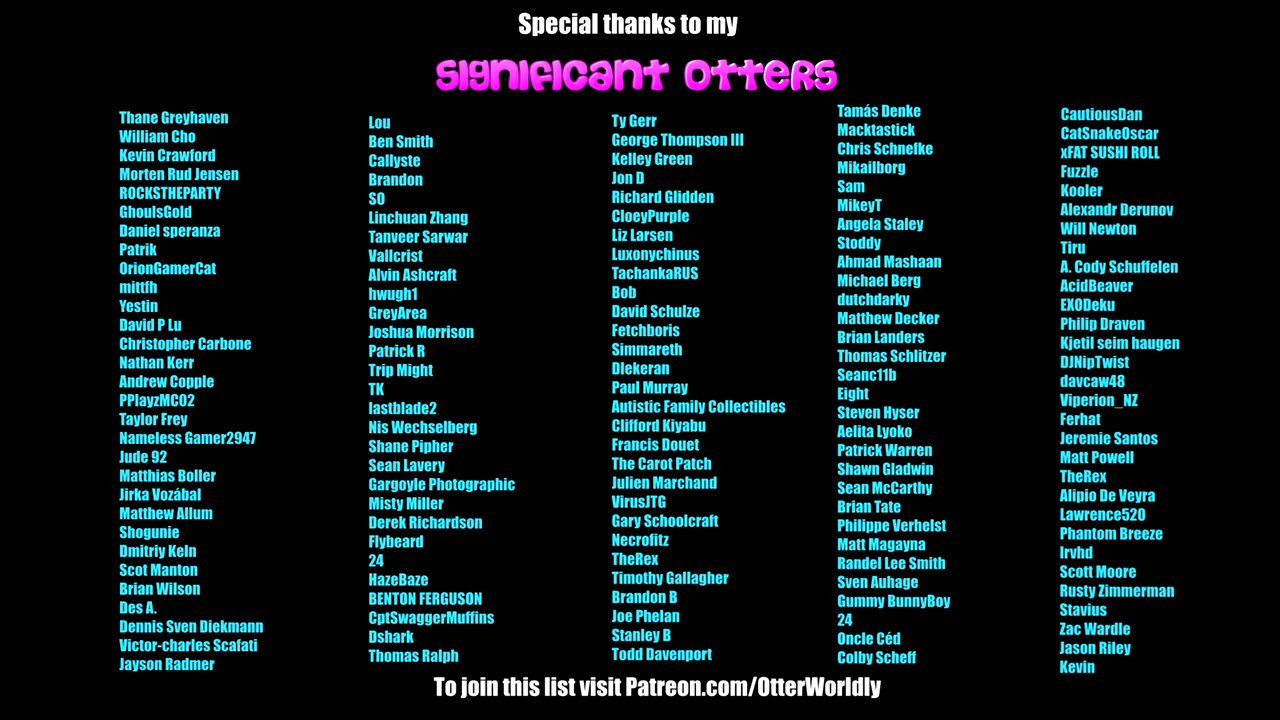 Special thanks to my
SIGNIFICANT OTTERS
Thane Greyhaven
William Cho
Kevin Crawford
Morten Rud Jensen
ROCKSTHEPARTY
GhoulsGold
Daniel speranza
Patrik
OrionGamerCat
mittfh
Yestin
David P Lu
Christopher Carbone
Nathan Kerr
Andrew Copple
PPlayzMCO2
Taylor Frey
Nameless Gamer2947
Jude 92
Matthias Boller
Jirka Vozábal
Matthew Allum
Shogunie
Dmitriy Keln
Scot Manton
Brian Wilson
Des A.
Dennis Sven Diekmann
Victor-charles Scafati
Jayson Radmer
Lou
Ben Smith
Callyste
Brandon
SO
Linchuan Zhang
Tanveer Sarwar
Vallcrist
Alvin Ashcraft
hwugh1
GreyArea
Joshua Morrison
Patrick R
Trip Might
TK
lastblade2
Nis Wechselberg
Shane Pipher
Sean Lavery
Gargoyle Photographic
Misty Miller
Derek Richardson
Flybeard
24
HazeBaze
BENTON FERGUSON
CptSwaggerMuffins
Dshark
Thomas Ralph
Ty Gerr
George Thompson III
Kelley Green
Jon D
Richard Glidden
CloeyPurple
Liz Larsen
Luxonychinus
TachankaRUS
Bob
David Schulze
Fetchboris
Simmareth
Dlekeran
Paul Murray
Autistic Family Collectibles
Clifford Kiyabu
Francis Douet
The Carot Patch
Julien Marchand
VirusJTG
Gary Schoolcraft
Necrofitz
TheRex
Timothy Gallagher
Brandon B
Joe Phelan
Stanley B
Todd Davenport
Tamás Denke
Macktastick
Chris Schnefke
Mikailborg
Sam
MikeyT
Angela Staley
Stoddy
Ahmad Mashaan
Michael Berg
dutchdarky
Matthew Decker
Brian Landers
Thomas Schlitzer
Seanc11b
Eight
Steven Hyser
Aelita Lyoko
Patrick Warren
Shawn Gladwin
Sean McCarthy
Brian Tate
Philippe Verhelst
Matt Magayna
Randel Lee Smith
Sven Auhage
Gummy BunnyBoy
24
Oncle Céd
Colby Scheff
CautiousDan
CatSnakeOscar
xFAT SUSHI ROLL
Fuzzle
Kooler
Alexandr Derunov
Will Newton
Tiru
A. Cody Schuffelen
AcidBeaver
EXODeku
Philip Draven
Kjetil seim haugen
DJNipTwist
davcaw48
Viperion_NZ
Ferhat
Jeremie Santos
Matt Powell
TheRex
Alipio De Veyra
Lawrence520
Phantom Breeze
Irvhd
Scott Moore
Rusty Zimmerman
Stavius
Zac Wardle
Jason Riley
Kevin
To join this list visit Patreon.com/OtterWorldly